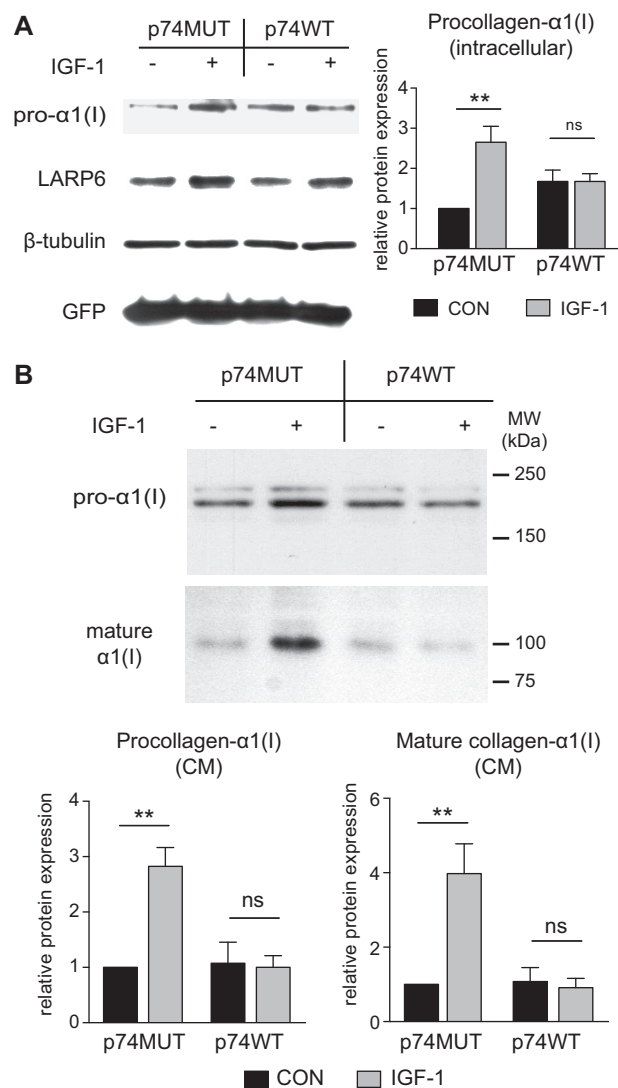 A
p74MUT p74WT
IGF-1 - + - +
pro-α1(I)
LARP6
β-tubulin
GFP
Procollagen-α1(I)
(intracellular)
relative protein expression
4
3
2
1
0
**
ns
p74MUT p74WT
CON IGF-1
B
p74MUT p74WT
IGF-1 - + - +
MW
(kDa)
pro-α1(I)
250
150
mature
α1(I)
100
75
Procollagen-α1(I)
(CM)
relative protein expression
4
3
2
1
0
**
ns
p74MUT p74WT
Mature collagen-α1(I)
(CM)
relative protein expression
6
4
2
0
**
ns
p74MUT p74WT
CON IGF-1